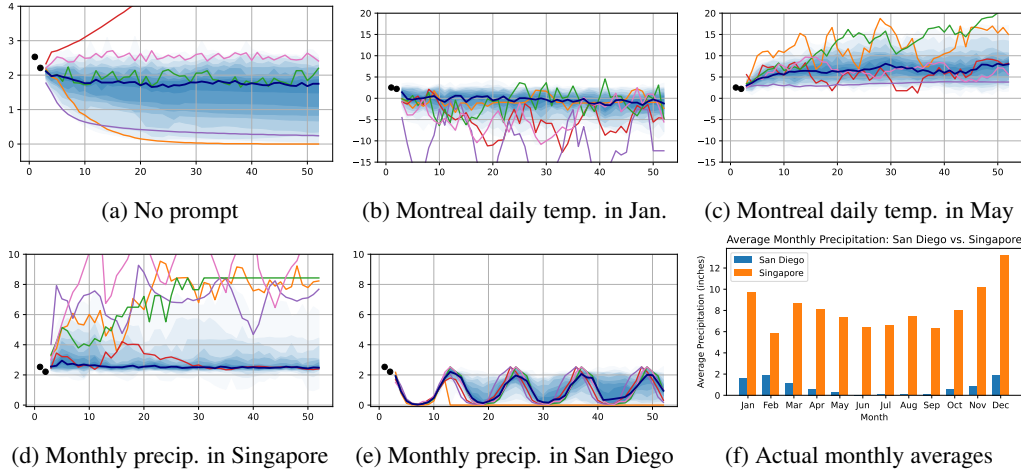 4
3
2
1
0
0 10 20 30 40 50
(a) No prompt
20
15
10
5
0
−5
−10
−15
0 10 20 30 40 50
(b) Montreal daily temp. in Jan.
20
15
10
5
0
−5
−10
−15
0 10 20 30 40 50
(c) Montreal daily temp. in May
10
8
6
4
2
0
0 10 20 30 40 50
(d) Monthly precip. in Singapore
10
8
6
4
2
0
0 10 20 30 40 50
(e) Monthly precip. in San Diego
Average Monthly Precipitation: San Diego vs. Singapore
San Diego
Singapore
Average Precipitation (inches)
12
10
8
6
4
2
0
Jan Feb Mar Apr May Jun Jul Aug Sep Oct Nov Dec
Month
(f) Actual monthly averages